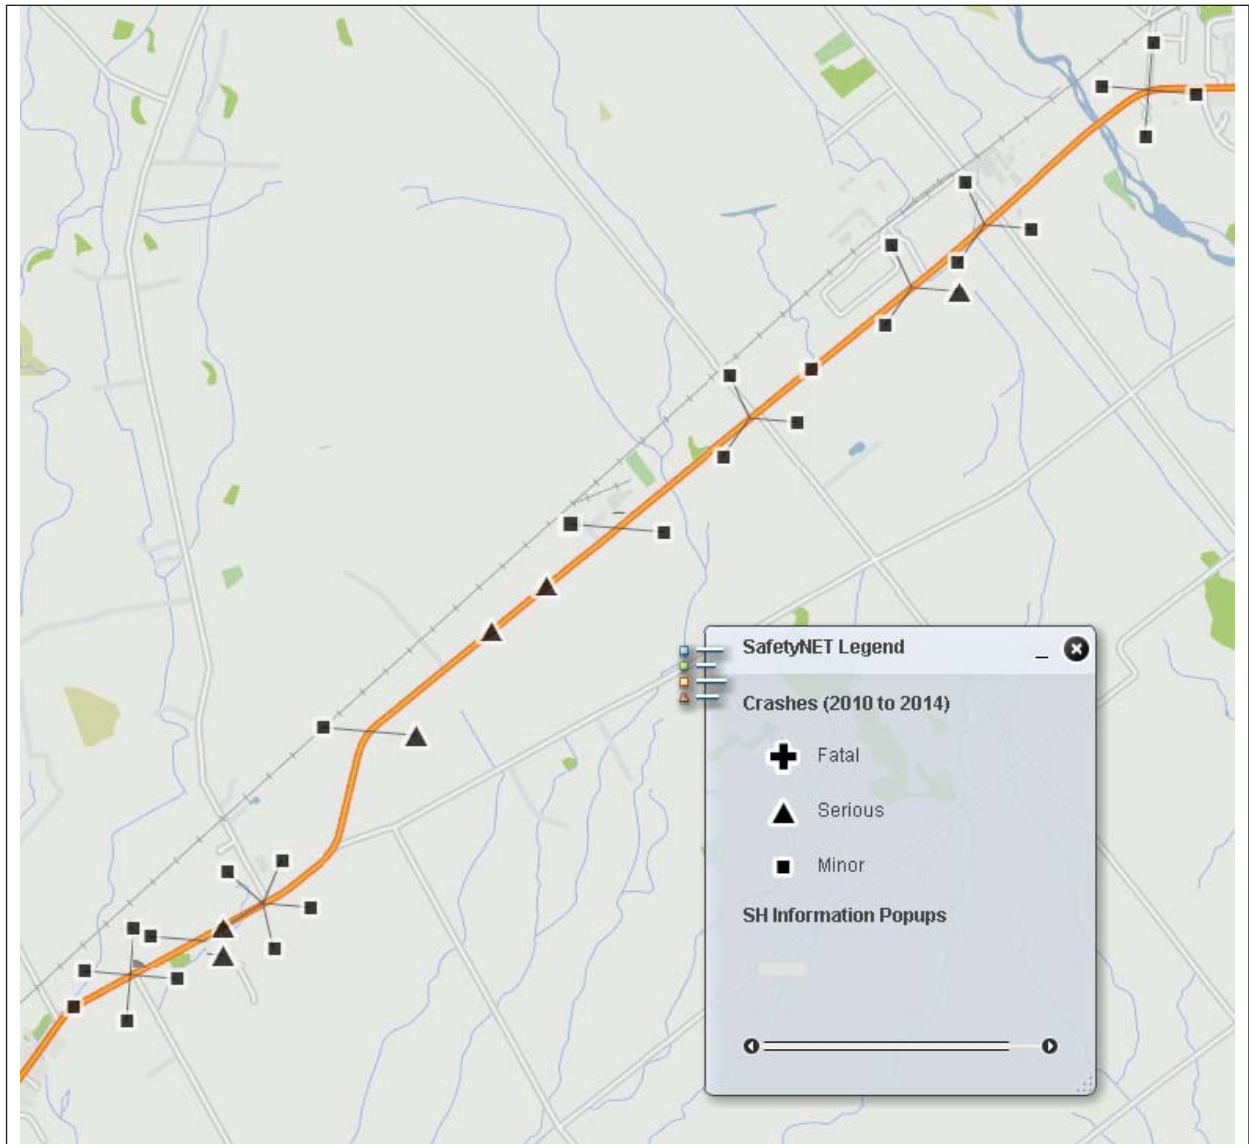 SafetyNET Legend
Crashes (2010 to 2014)
Fatal
Serious
Minor
SH Information Popups